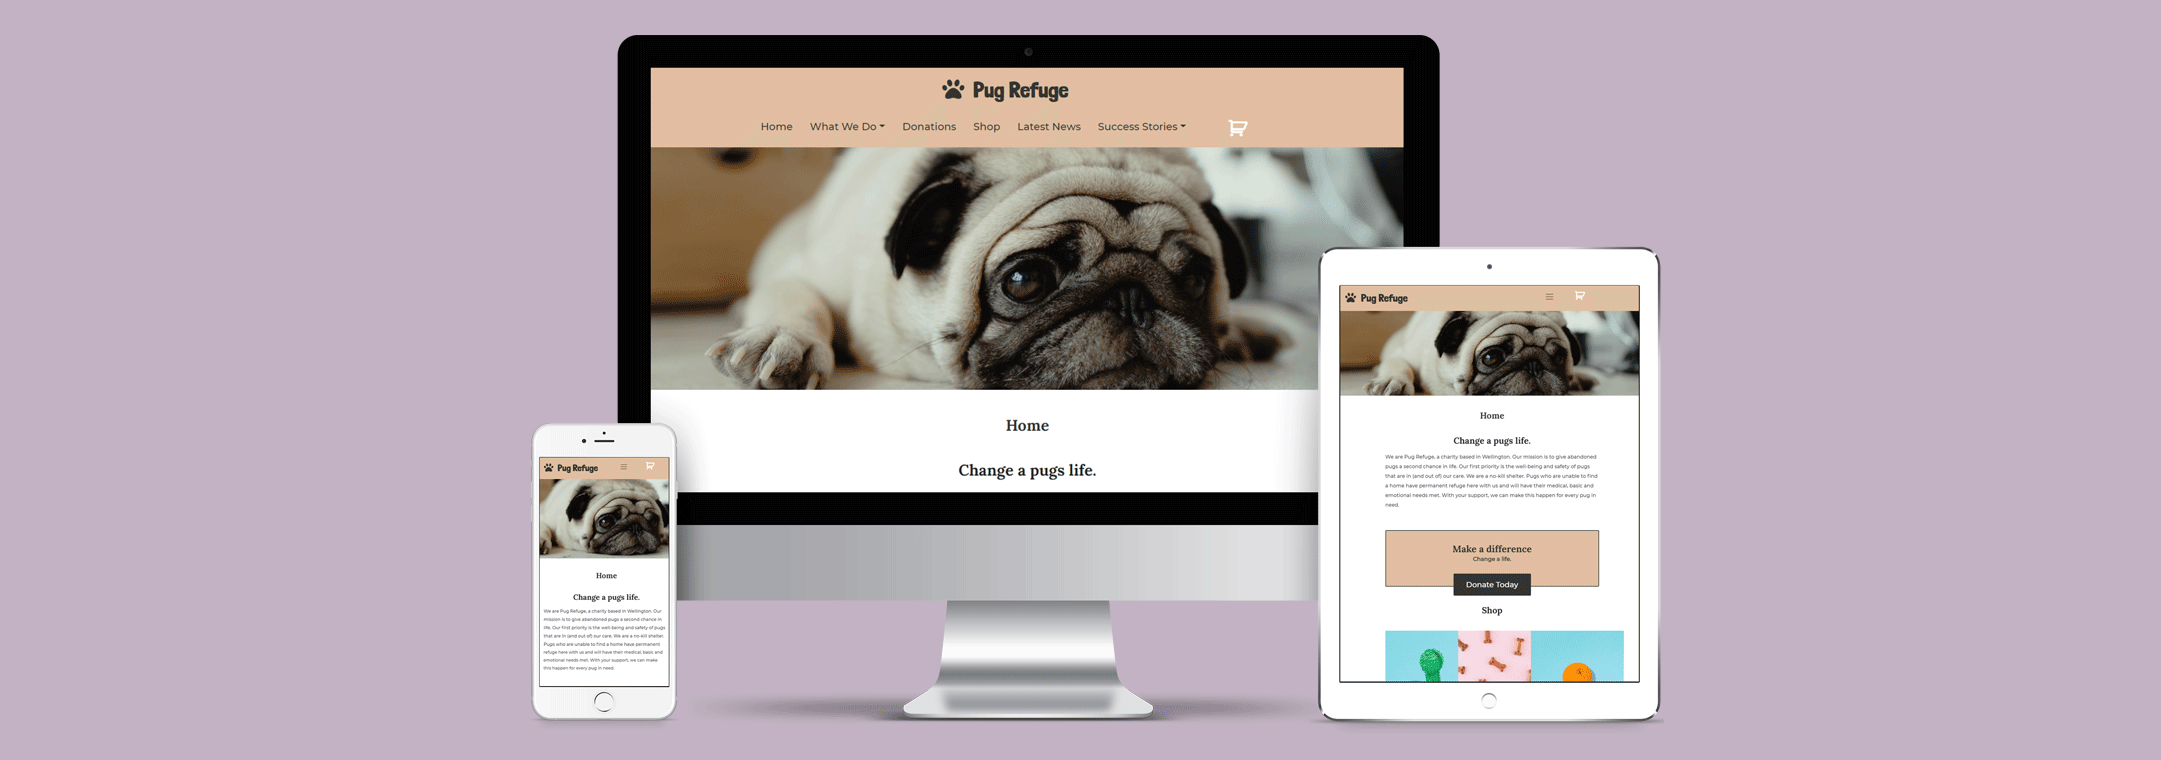 Pug Refuge
Home What We Do Donations Shop Latest News Success Stories
Home
Change a pugs life.
Pug Refuge
Home
Change a pugs life.
We are Pug Refuge, a charity based in Wellington. Our
mission is to give abandoned pugs a second chance in
life. Our first priority is the well-being and safety of pugs
that are in (and out of) our care. We are a no-kill shelter.
Pugs who are unable to find a home have permanent
refuge here with us and will have their medical, basic and
emotional needs met. With your support, we can make
this happen for every pug in need.
Pug Refuge
Home
Change a pugs life.
We are Pug Refuge, a charity based in Wellington. Our mission is to give abandoned
pugs a second chance in life. Our first priority is the well-being and safety of pugs
that are in (and out of) our care. We are a no-kill shelter. Pugs who are unable to find
a home have permanent refuge here with us and will have their medical, basic and
emotional needs met. With your support, we can make this happen for every pug in
need.
Make a difference
Change a life.
Donate Today
Shop